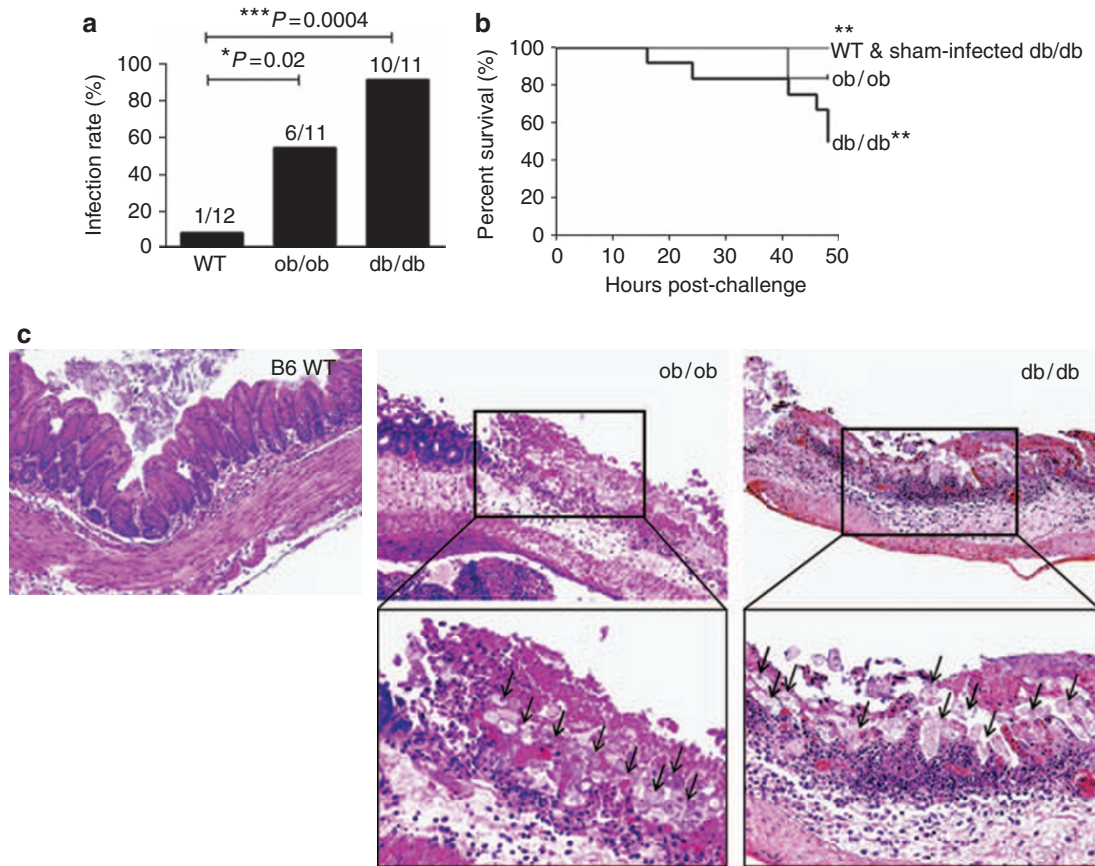 a
***P=0.0004
*P=0.02
Infection rate (%)
100
80
60
40
20
0
1/12
6/11
10/11
WT
ob/ob
db/db
b
Percent survival (%)
100
80
60
40
20
0
0
10
20
30
40
50
Hours post-challenge
**
WT & sham-infected db/db
ob/ob
db/db**
c
B6 WT
ob/ob
db/db